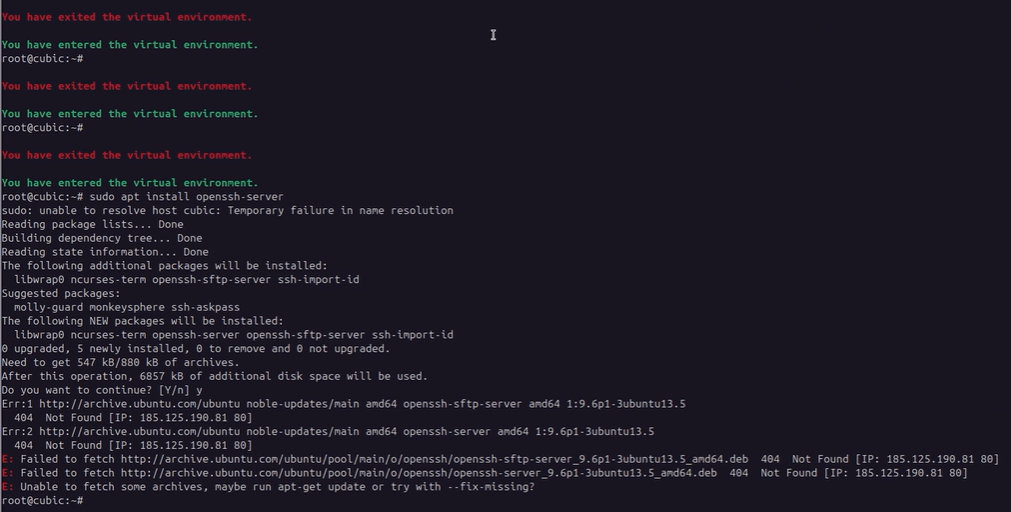 You have exited the virtual environment.
You have entered the virtual environment.
root@cubic:~#
You have exited the virtual environment.
You have entered the virtual environment.
root@cubic:~#
You have exited the virtual environment.
You have entered the virtual environment.
root@cubic:~# sudo apt install openssh-server
sudo: unable to resolve host cubic: Temporary failure in name resolution
Reading package lists... Done
Building dependency tree... Done
Reading state information... Done
The following additional packages will be installed:
  libwrap0 ncurses-term openssh-sftp-server ssh-import-id
Suggested packages:
  molly-guard monkeysphere ssh-askpass
The following NEW packages will be installed:
  libwrap0 ncurses-term openssh-server openssh-sftp-server ssh-import-id
0 upgraded, 5 newly installed, 0 to remove and 0 not upgraded.
Need to get 547 kB/880 kB of archives.
After this operation, 6857 kB of additional disk space will be used.
Do you want to continue? [Y/n] y
Err:1 http://archive.ubuntu.com/ubuntu noble-updates/main amd64 openssh-sftp-server amd64 1:9.6p1-3ubuntu13.5
  404  Not Found [IP: 185.125.190.81 80]
Err:2 http://archive.ubuntu.com/ubuntu noble-updates/main amd64 openssh-server amd64 1:9.6p1-3ubuntu13.5
  404  Not Found [IP: 185.125.190.81 80]
E: Failed to fetch http://archive.ubuntu.com/ubuntu/pool/main/o/openssh/openssh-sftp-server_9.6p1-3ubuntu13.5_amd64.deb  404  Not Found [IP: 185.125.190.81 80]
E: Failed to fetch http://archive.ubuntu.com/ubuntu/pool/main/o/openssh/openssh-server_9.6p1-3ubuntu13.5_amd64.deb  404  Not Found [IP: 185.125.190.81 80]
E: Unable to fetch some archives, maybe run apt-get update or try with --fix-missing?
root@cubic:~#